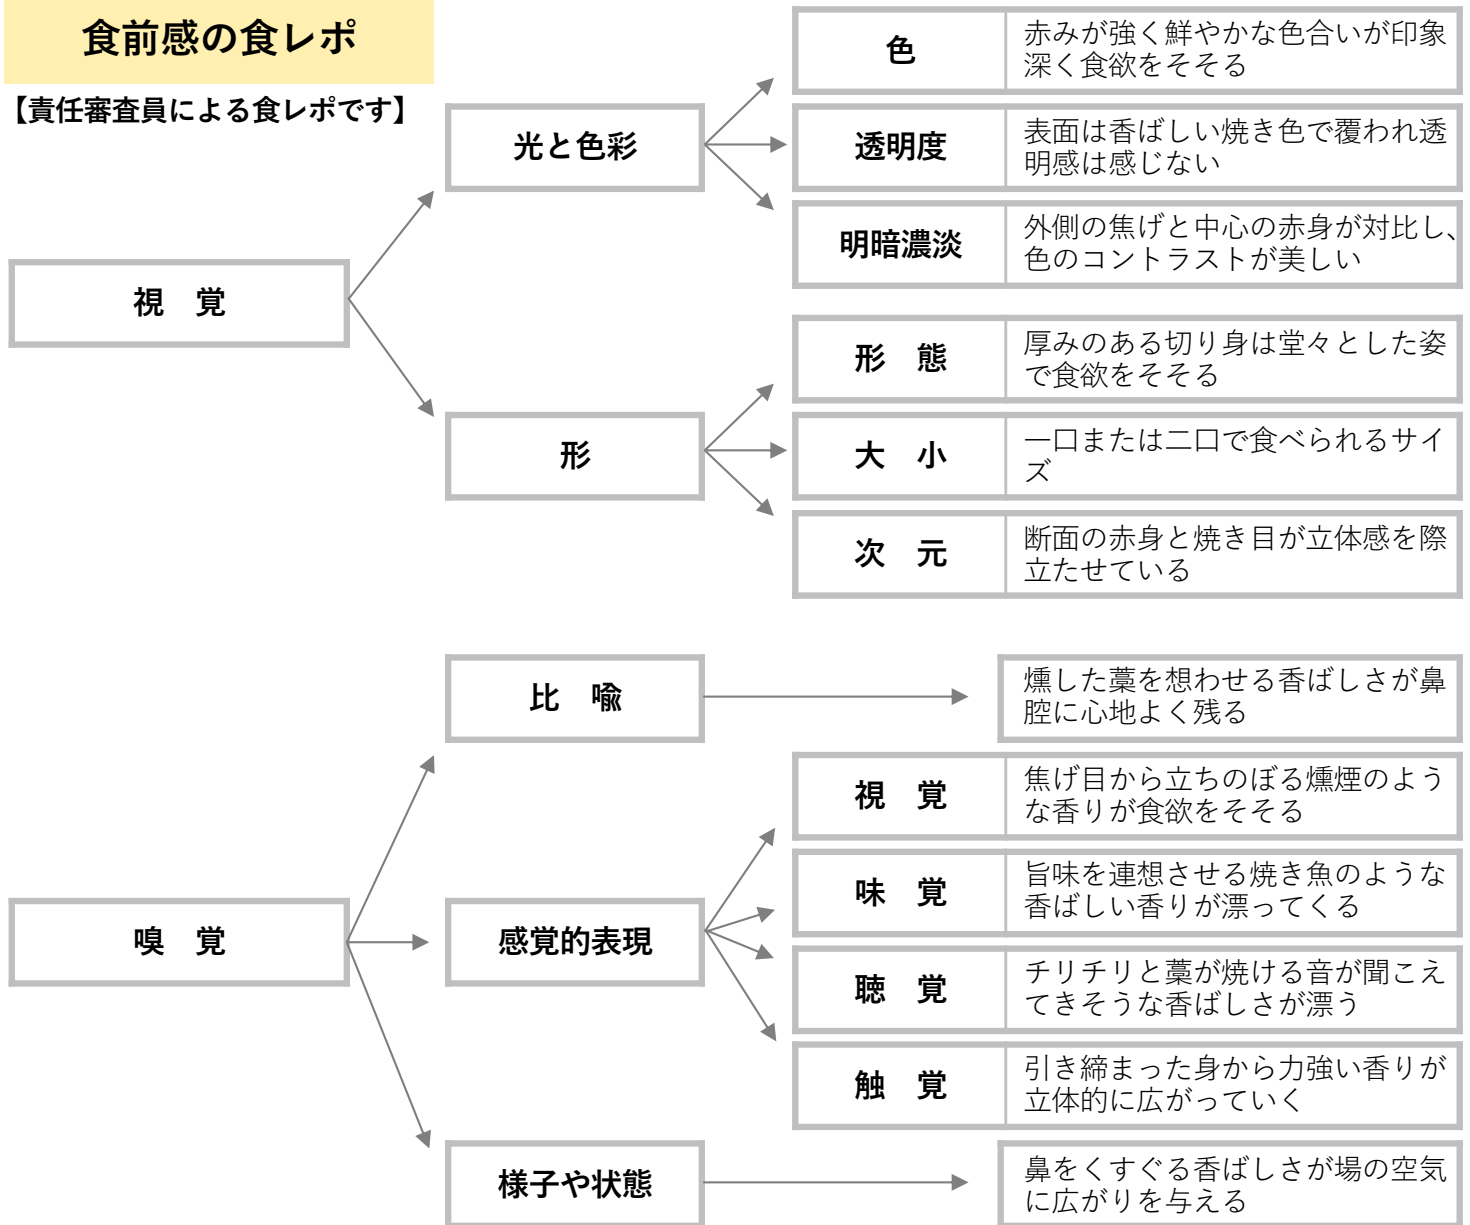 食前感の食レポ
【責任審査員による食レポです】
視　覚
光と色彩
色
赤みが強く鮮やかな色合いが印象
深く食欲をそそる
透明度
表面は香ばしい焼き色で覆われ透
明感は感じない
明暗濃淡
外側の焦げと中心の赤身が対比し、
色のコントラストが美しい
形
形　態
厚みのある切り身は堂々とした姿
で食欲をそそる
大　小
一口または二口で食べられるサイ
ズ
次　元
断面の赤身と焼き目が立体感を際
立たせている
嗅　覚
比　喩
燻した藁を想わせる香ばしさが鼻
腔に心地よく残る
感覚的表現
視　覚
焦げ目から立ちのぼる燻煙のよう
な香りが食欲をそそる
味　覚
旨味を連想させる焼き魚のような
香ばしい香りが漂ってくる
聴　覚
チリチリと藁が焼ける音が聞こえ
てきそうな香ばしさが漂う
触　覚
引き締まった身から力強い香りが
立体的に広がっていく
様子や状態
鼻をくすぐる香ばしさが場の空気
に広がりを与える